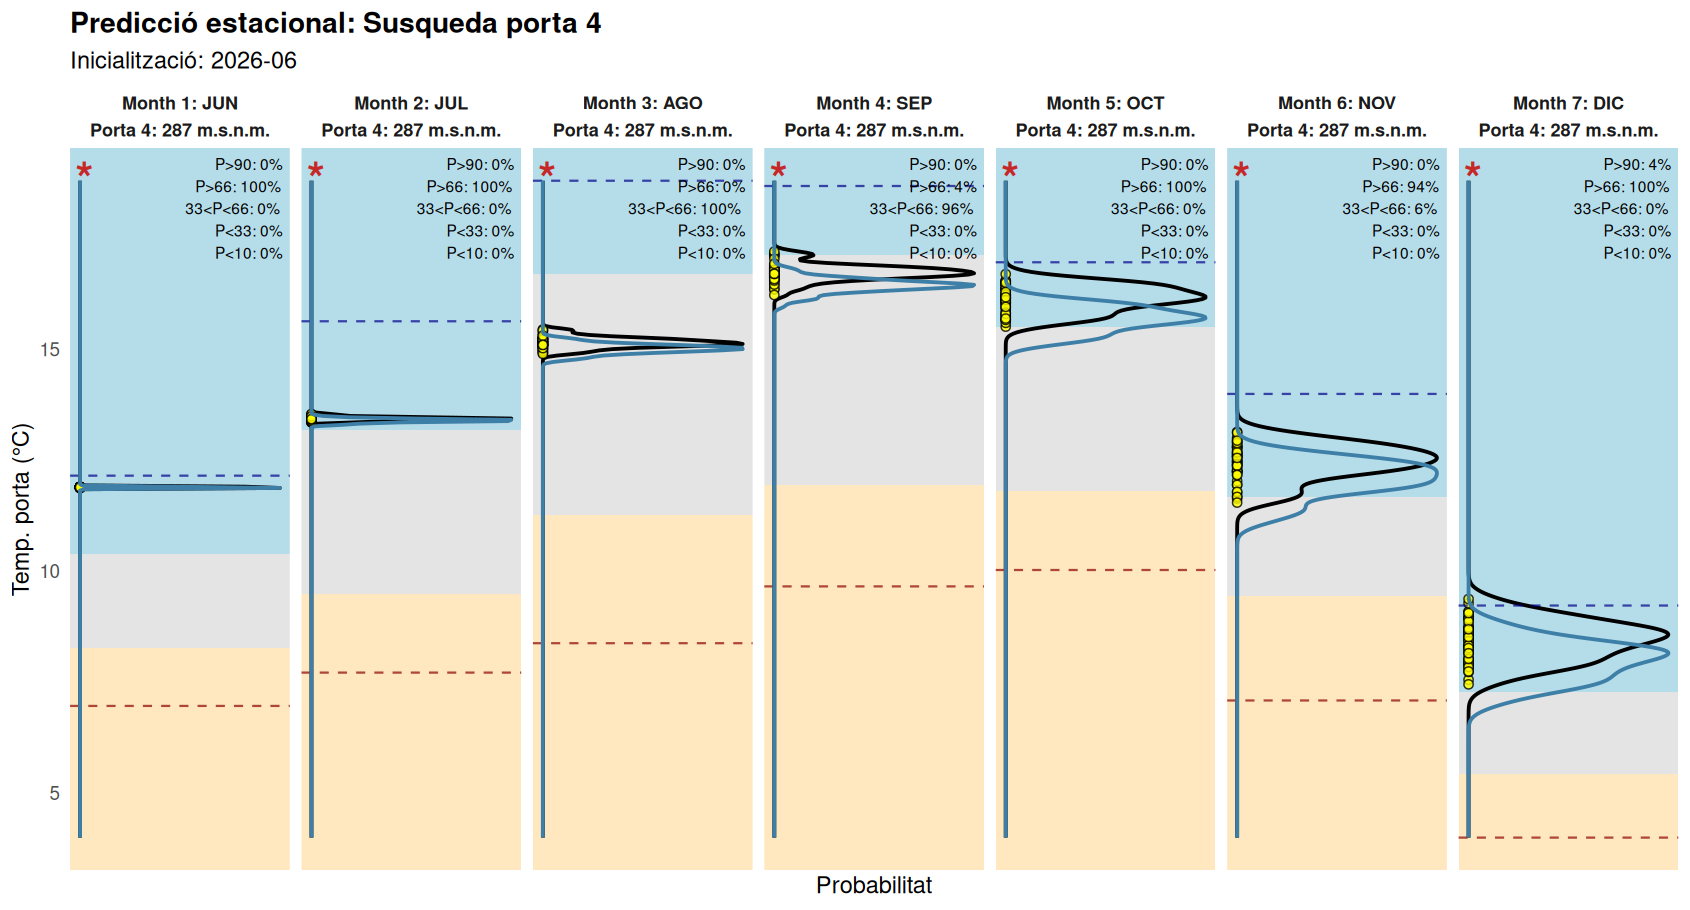 Predicció estacional: Susqueda porta 4
Inicialització: 2026-06
Month 1: JUN
Porta 4: 287 m.s.n.m.
*
P>90: 0%
P>66: 100%
33<P<66: 0%
P<33: 0%
P<10: 0%
Month 2: JUL
Porta 4: 287 m.s.n.m.
*
P>90: 0%
P>66: 100%
33<P<66: 0%
P<33: 0%
P<10: 0%
Month 3: AGO
Porta 4: 287 m.s.n.m.
*
P>90: 0%
P>66: 0%
33<P<66: 100%
P<33: 0%
P<10: 0%
Month 4: SEP
Porta 4: 287 m.s.n.m.
*
P>90: 0%
P>66: 4%
33<P<66: 96%
P<33: 0%
P<10: 0%
Month 5: OCT
Porta 4: 287 m.s.n.m.
*
P>90: 0%
P>66: 100%
33<P<66: 0%
P<33: 0%
P<10: 0%
Month 6: NOV
Porta 4: 287 m.s.n.m.
*
P>90: 0%
P>66: 94%
33<P<66: 6%
P<33: 0%
P<10: 0%
Month 7: DIC
Porta 4: 287 m.s.n.m.
*
P>90: 4%
P>66: 100%
33<P<66: 0%
P<33: 0%
P<10: 0%
Temp. porta (°C)
15
10
5
Probabilitat